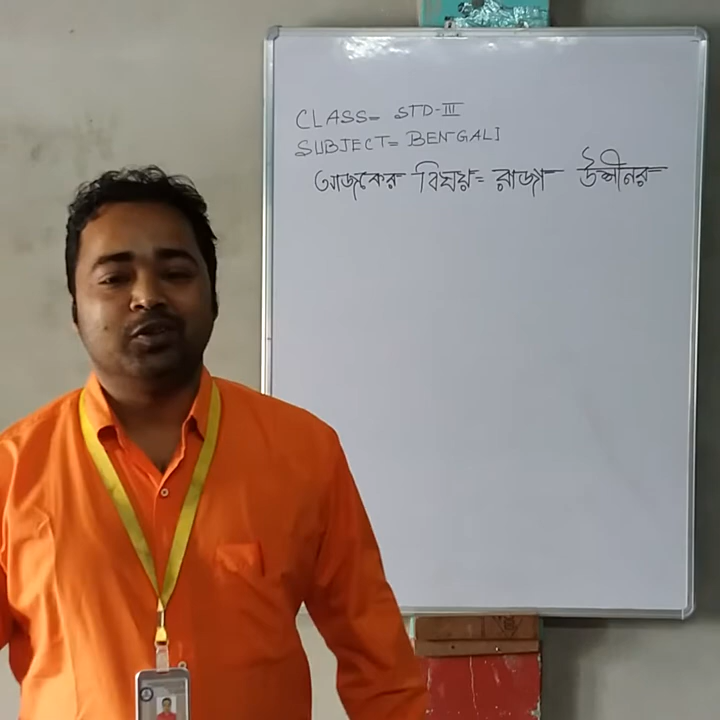 CLASS= STD-III
SUBJECT= BENGALI
আজকের বিষয়= রাজা উশীনর